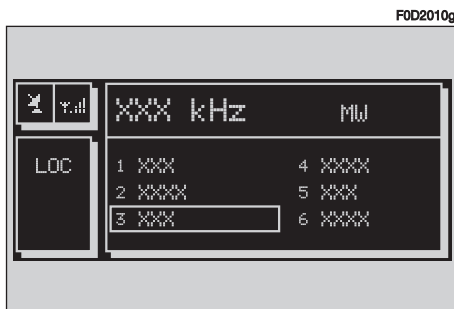 F0D2010g
XXX kHz MW
LOC
1 XXX 4 XXXX
2 XXXX 5 XXX
3 XXX 6 XXXX